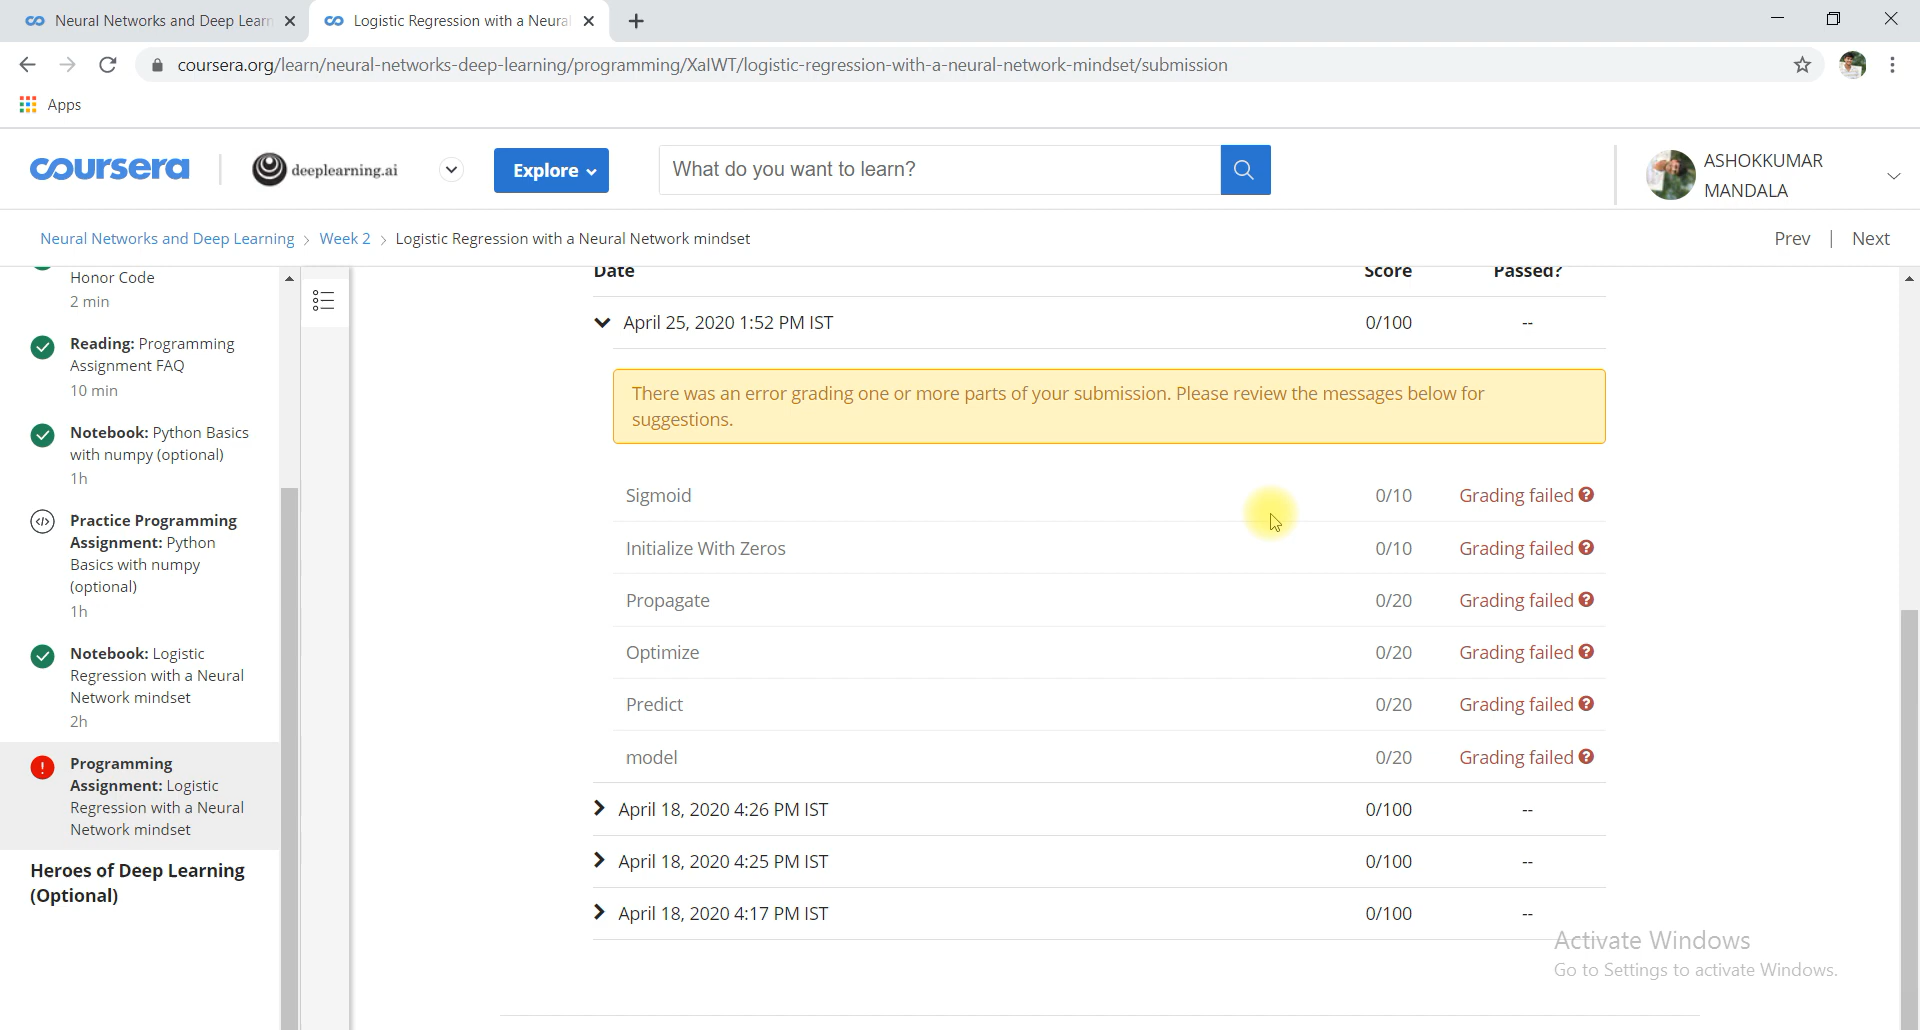 Neural Networks and Deep Learn
Logistic Regression with a Neura
coursera.org/learn/neural-networks-deep-learning/programming/XaIWT/logistic-regression-with-a-neural-network-mindset/submission
Apps
coursera
deeplearning.ai
Explore
What do you want to learn?
ASHOKKUMAR
MANDALA
Neural Networks and Deep Learning > Week 2 > Logistic Regression with a Neural Network mindset
Prev | Next
Honor Code
2 min
Reading: Programming
Assignment FAQ
10 min
Notebook: Python Basics
with numpy (optional)
1h
Practice Programming
Assignment: Python
Basics with numpy
(optional)
1h
Notebook: Logistic
Regression with a Neural
Network mindset
2h
Programming
Assignment: Logistic
Regression with a Neural
Network mindset
Heroes of Deep Learning
(Optional)
Date Score Passed?
April 25, 2020 1:52 PM IST 0/100 --
There was an error grading one or more parts of your submission. Please review the messages below for
suggestions.
Sigmoid 0/10 Grading failed ?
Initialize With Zeros 0/10 Grading failed ?
Propagate 0/20 Grading failed ?
Optimize 0/20 Grading failed ?
Predict 0/20 Grading failed ?
model 0/20 Grading failed ?
April 18, 2020 4:26 PM IST 0/100 --
April 18, 2020 4:25 PM IST 0/100 --
April 18, 2020 4:17 PM IST 0/100 --
Activate Windows
Go to Settings to activate Windows.